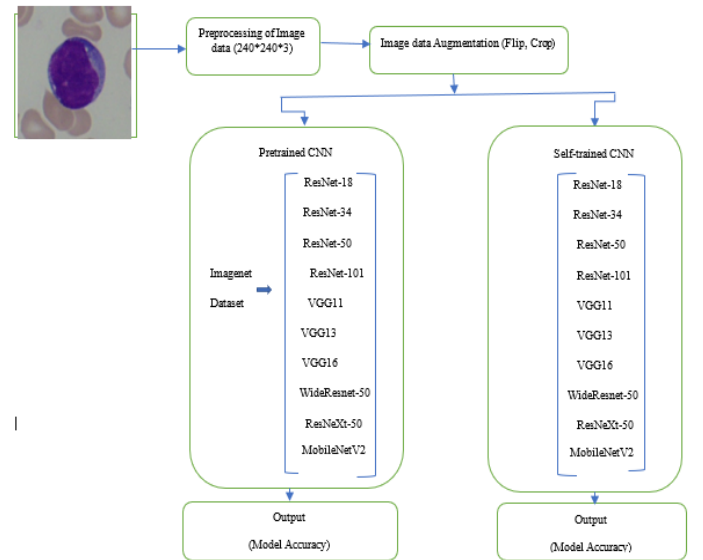 Preprocessing of Image
data (240*240*3)
Image data Augmentation (Flip, Crop)
Pretrained CNN
ResNet-18
ResNet-34
ResNet-50
ResNet-101
VGG11
VGG13
VGG16
WideResnet-50
ResNeXt-50
MobileNetV2
Imagenet
Dataset
Output
(Model Accuracy)
Self-trained CNN
ResNet-18
ResNet-34
ResNet-50
ResNet-101
VGG11
VGG13
VGG16
WideResnet-50
ResNeXt-50
MobileNetV2
Output
(Model Accuracy)